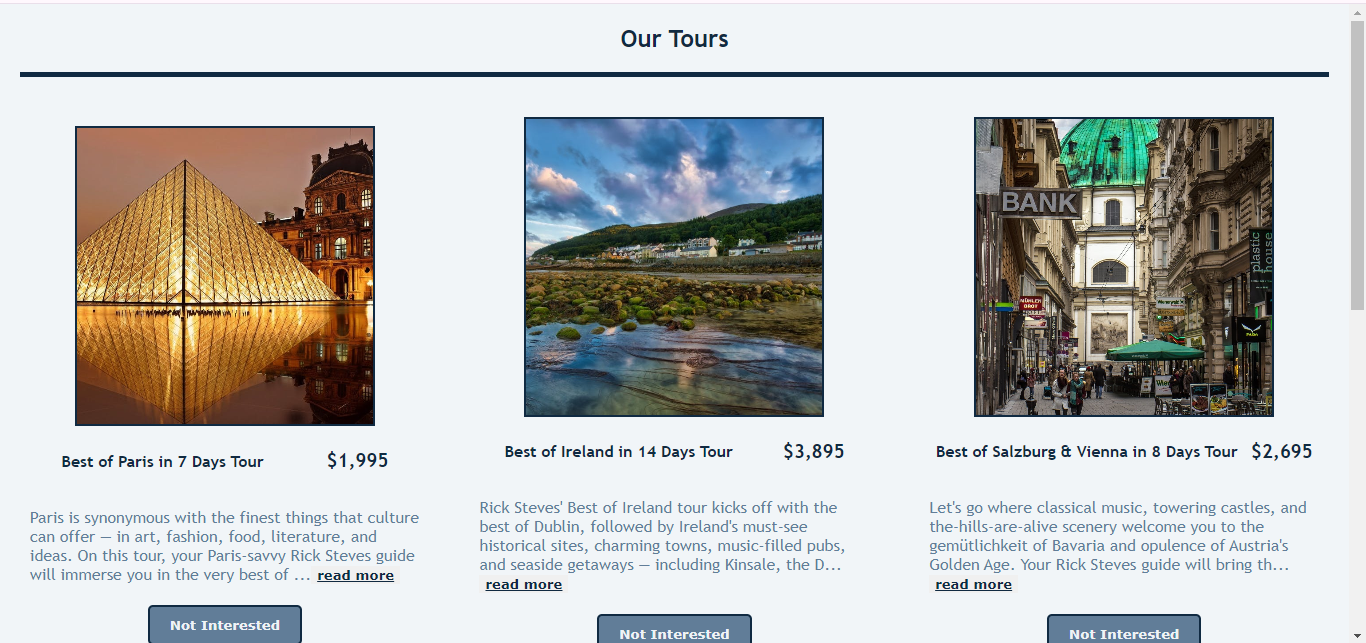 Our Tours
BANK
plastic
house
MÜHLER
BROT
Best of Paris in 7 Days Tour $1,995
Paris is synonymous with the finest things that culture
can offer — in art, fashion, food, literature, and
ideas. On this tour, your Paris-savvy Rick Steves guide
will immerse you in the very best of ... read more
Not Interested
Best of Ireland in 14 Days Tour $3,895
Rick Steves' Best of Ireland tour kicks off with the
best of Dublin, followed by Ireland's must-see
historical sites, charming towns, music-filled pubs,
and seaside getaways — including Kinsale, the D...
read more
Not Interested
Best of Salzburg & Vienna in 8 Days Tour $2,695
Let's go where classical music, towering castles, and
the-hills-are-alive scenery welcome you to the
gemütlichkeit of Bavaria and opulence of Austria's
Golden Age. Your Rick Steves guide will bring th...
read more
Not Interested